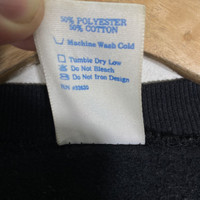 50% POLYESTER
50% COTTON
Machine Wash Cold
Tumble Dry Low
Do Not Bleach
Do Not Iron Design